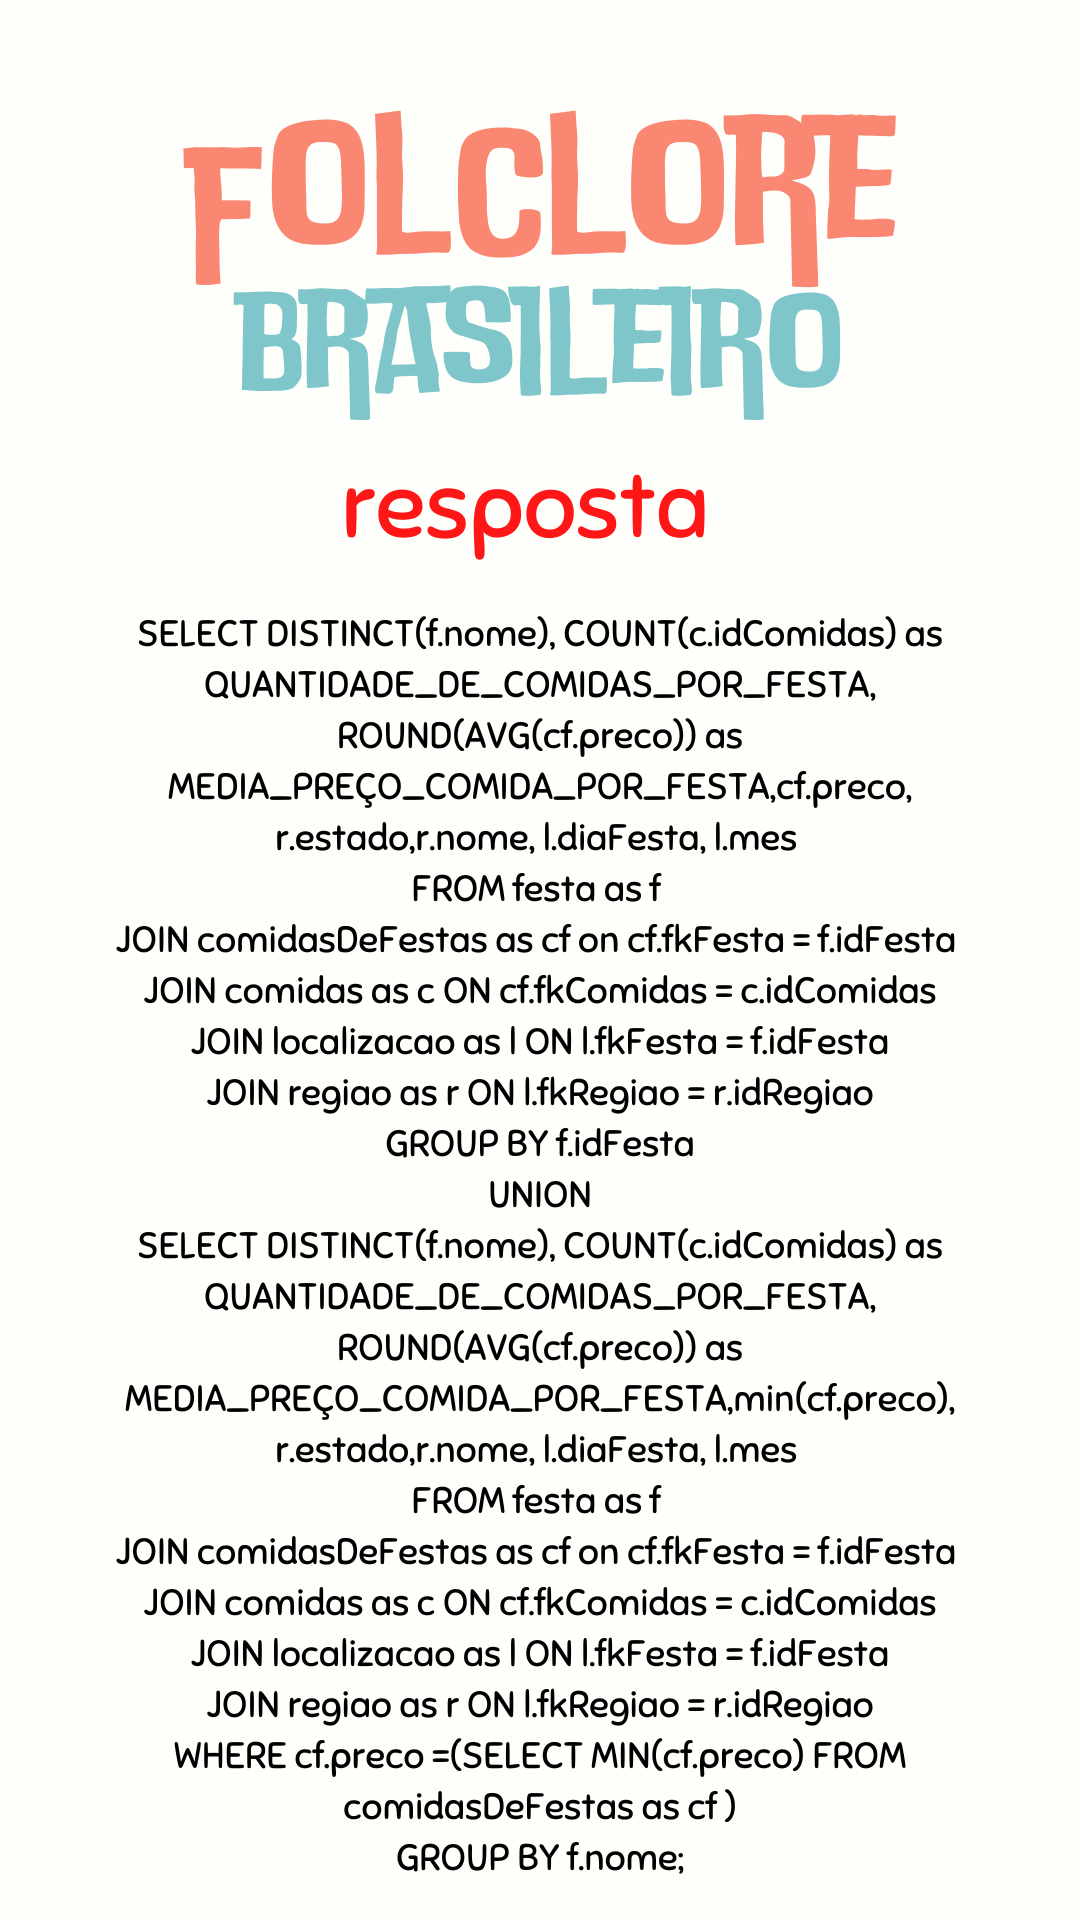 FOLCLORE
BRASILEIRO
resposta
SELECT DISTINCT(f.nome), COUNT(c.idComidas) as
QUANTIDADE_DE_COMIDAS_POR_FESTA,
ROUND(AVG(cf.preco)) as
MEDIA_PREÇO_COMIDA_POR_FESTA,cf.preco,
r.estado,r.nome, l.diaFesta, l.mes
FROM festa as f
JOIN comidasDeFestas as cf on cf.fkFesta = f.idFesta
JOIN comidas as c ON cf.fkComidas = c.idComidas
JOIN localizacao as l ON l.fkFesta = f.idFesta
JOIN regiao as r ON l.fkRegiao = r.idRegiao
GROUP BY f.idFesta
UNION
SELECT DISTINCT(f.nome), COUNT(c.idComidas) as
QUANTIDADE_DE_COMIDAS_POR_FESTA,
ROUND(AVG(cf.preco)) as
MEDIA_PREÇO_COMIDA_POR_FESTA,min(cf.preco),
r.estado,r.nome, l.diaFesta, l.mes
FROM festa as f
JOIN comidasDeFestas as cf on cf.fkFesta = f.idFesta
JOIN comidas as c ON cf.fkComidas = c.idComidas
JOIN localizacao as l ON l.fkFesta = f.idFesta
JOIN regiao as r ON l.fkRegiao = r.idRegiao
WHERE cf.preco =(SELECT MIN(cf.preco) FROM
comidasDeFestas as cf )
GROUP BY f.nome;